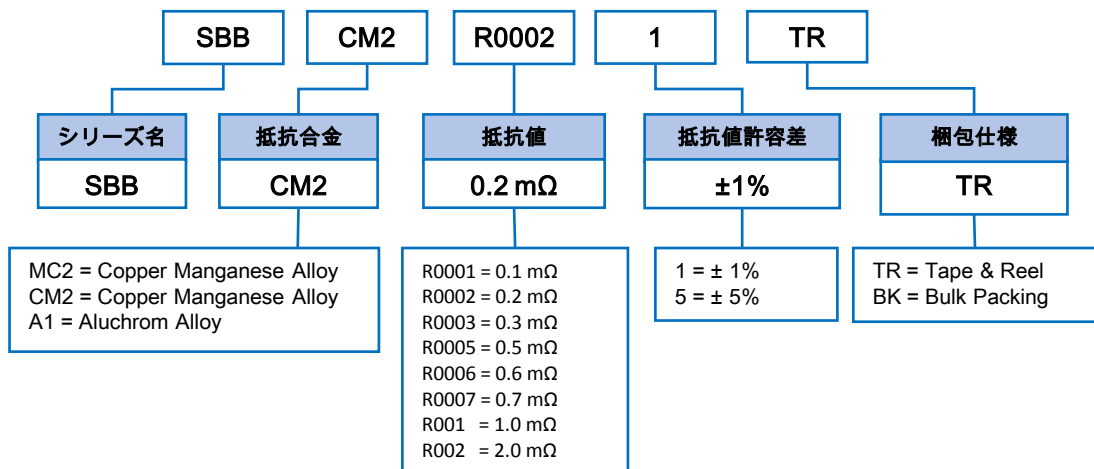 SBB CM2 R0002 1 TR
シリーズ名 抵抗合金 抵抗値 抵抗値許容差 梱包仕様
SBB CM2 0.2 mΩ ±1% TR
MC2 = Copper Manganese Alloy
CM2 = Copper Manganese Alloy
A1 = Aluchrom Alloy
R0001 = 0.1 mΩ
R0002 = 0.2 mΩ
R0003 = 0.3 mΩ
R0005 = 0.5 mΩ
R0006 = 0.6 mΩ
R0007 = 0.7 mΩ
R001 = 1.0 mΩ
R002 = 2.0 mΩ
1 = ± 1%
5 = ± 5%
TR = Tape & Reel
BK = Bulk Packing